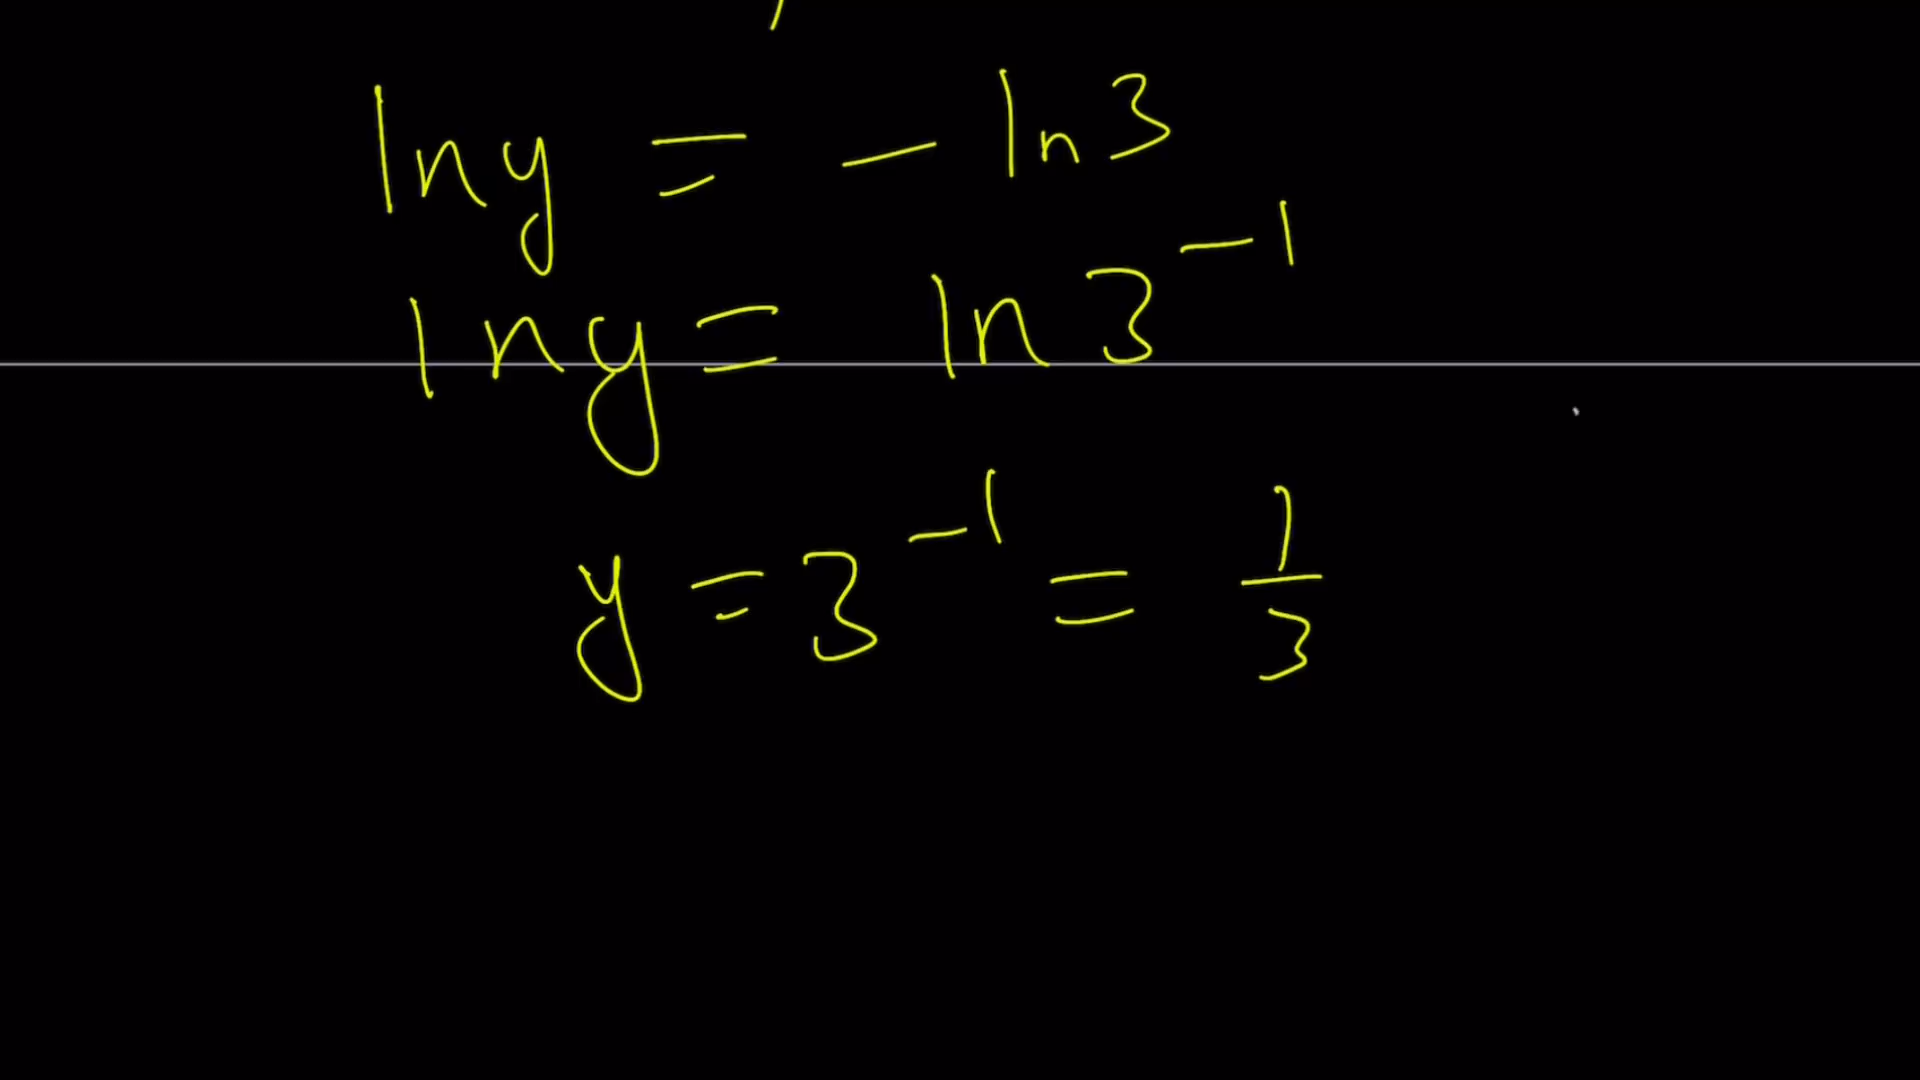 ln y = - ln 3
ln y = ln 3^-1
y = 3^-1 = 1/3